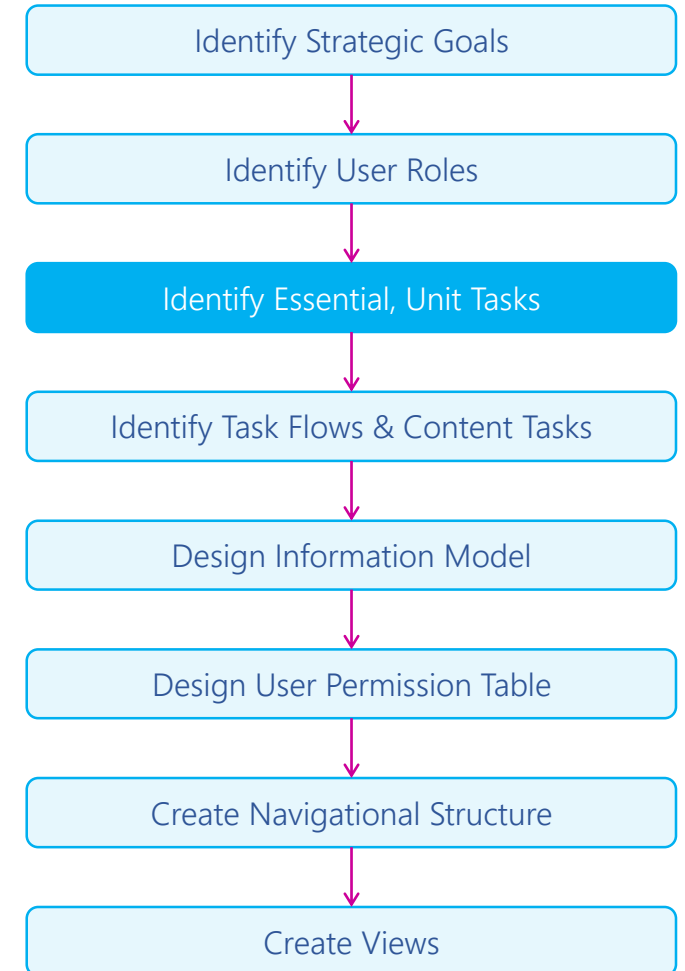 Identify Strategic Goals
Identify User Roles
Identify Essential, Unit Tasks
Identify Task Flows & Content Tasks
Design Information Model
Design User Permission Table
Create Navigational Structure
Create Views